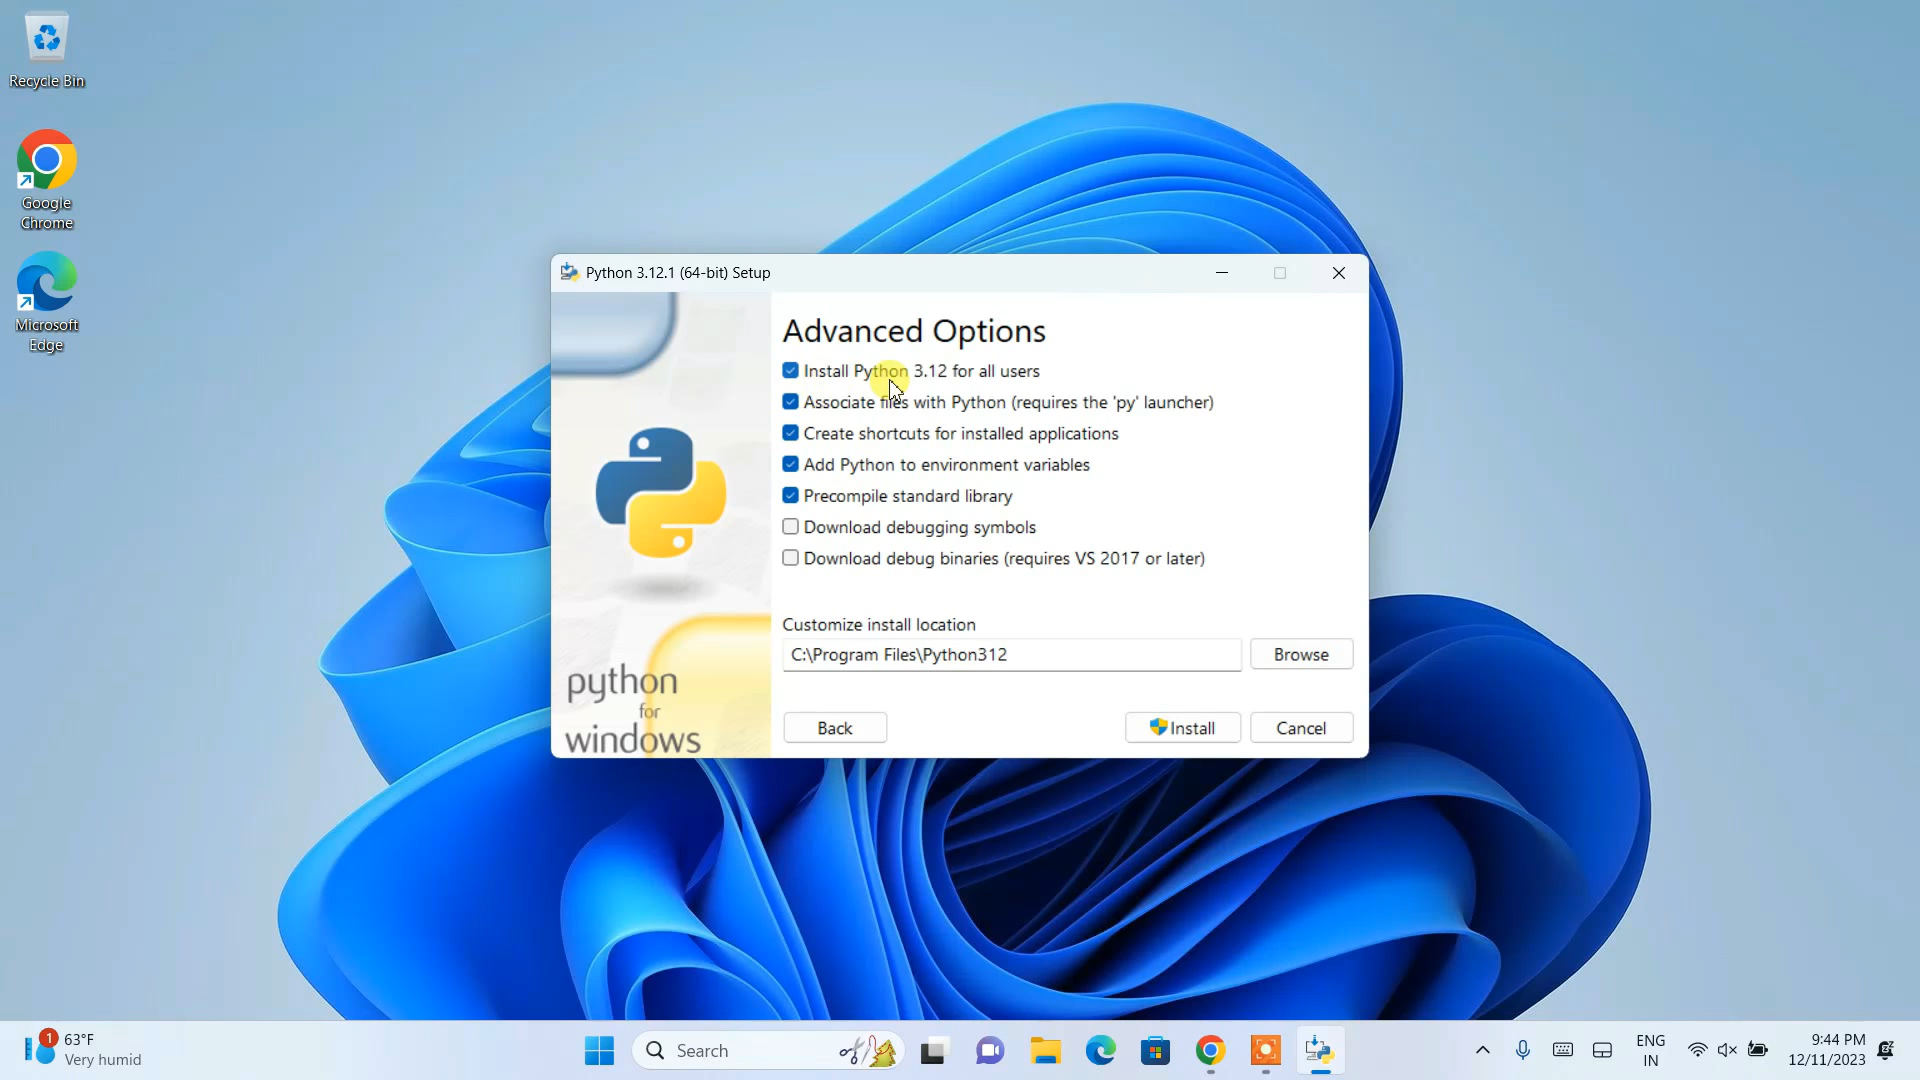 Recycle Bin
Google
Chrome
Microsoft
Edge
Python 3.12.1 (64-bit) Setup
Advanced Options
Install Python 3.12 for all users
Associate files with Python (requires the 'py' launcher)
Create shortcuts for installed applications
Add Python to environment variables
Precompile standard library
Download debugging symbols
Download debug binaries (requires VS 2017 or later)
Customize install location
C:\Program Files\Python312
Browse
python
for
windows
Back
Install
Cancel
1
63°F
Very humid
Search
ENG
IN
9:44 PM
12/11/2023